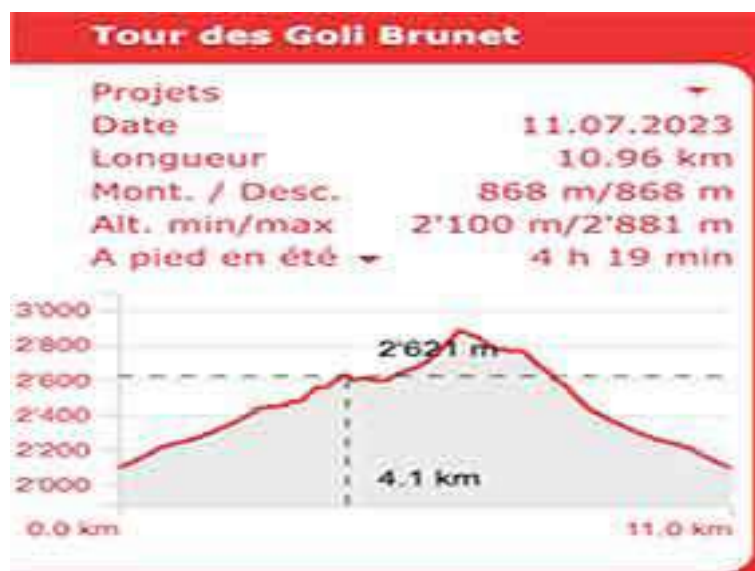 Tour des Goli Brunet
Projets
Date 11.07.2023
Longueur 10.96 km
Mont. / Desc. 868 m/868 m
Alt. min/max 2'100 m/2'881 m
A pied en été 4 h 19 min
3'000
2'800
2'621 m
2'600
2'400
2'200
2'000
4.1 km
0.0 km 11.0 km